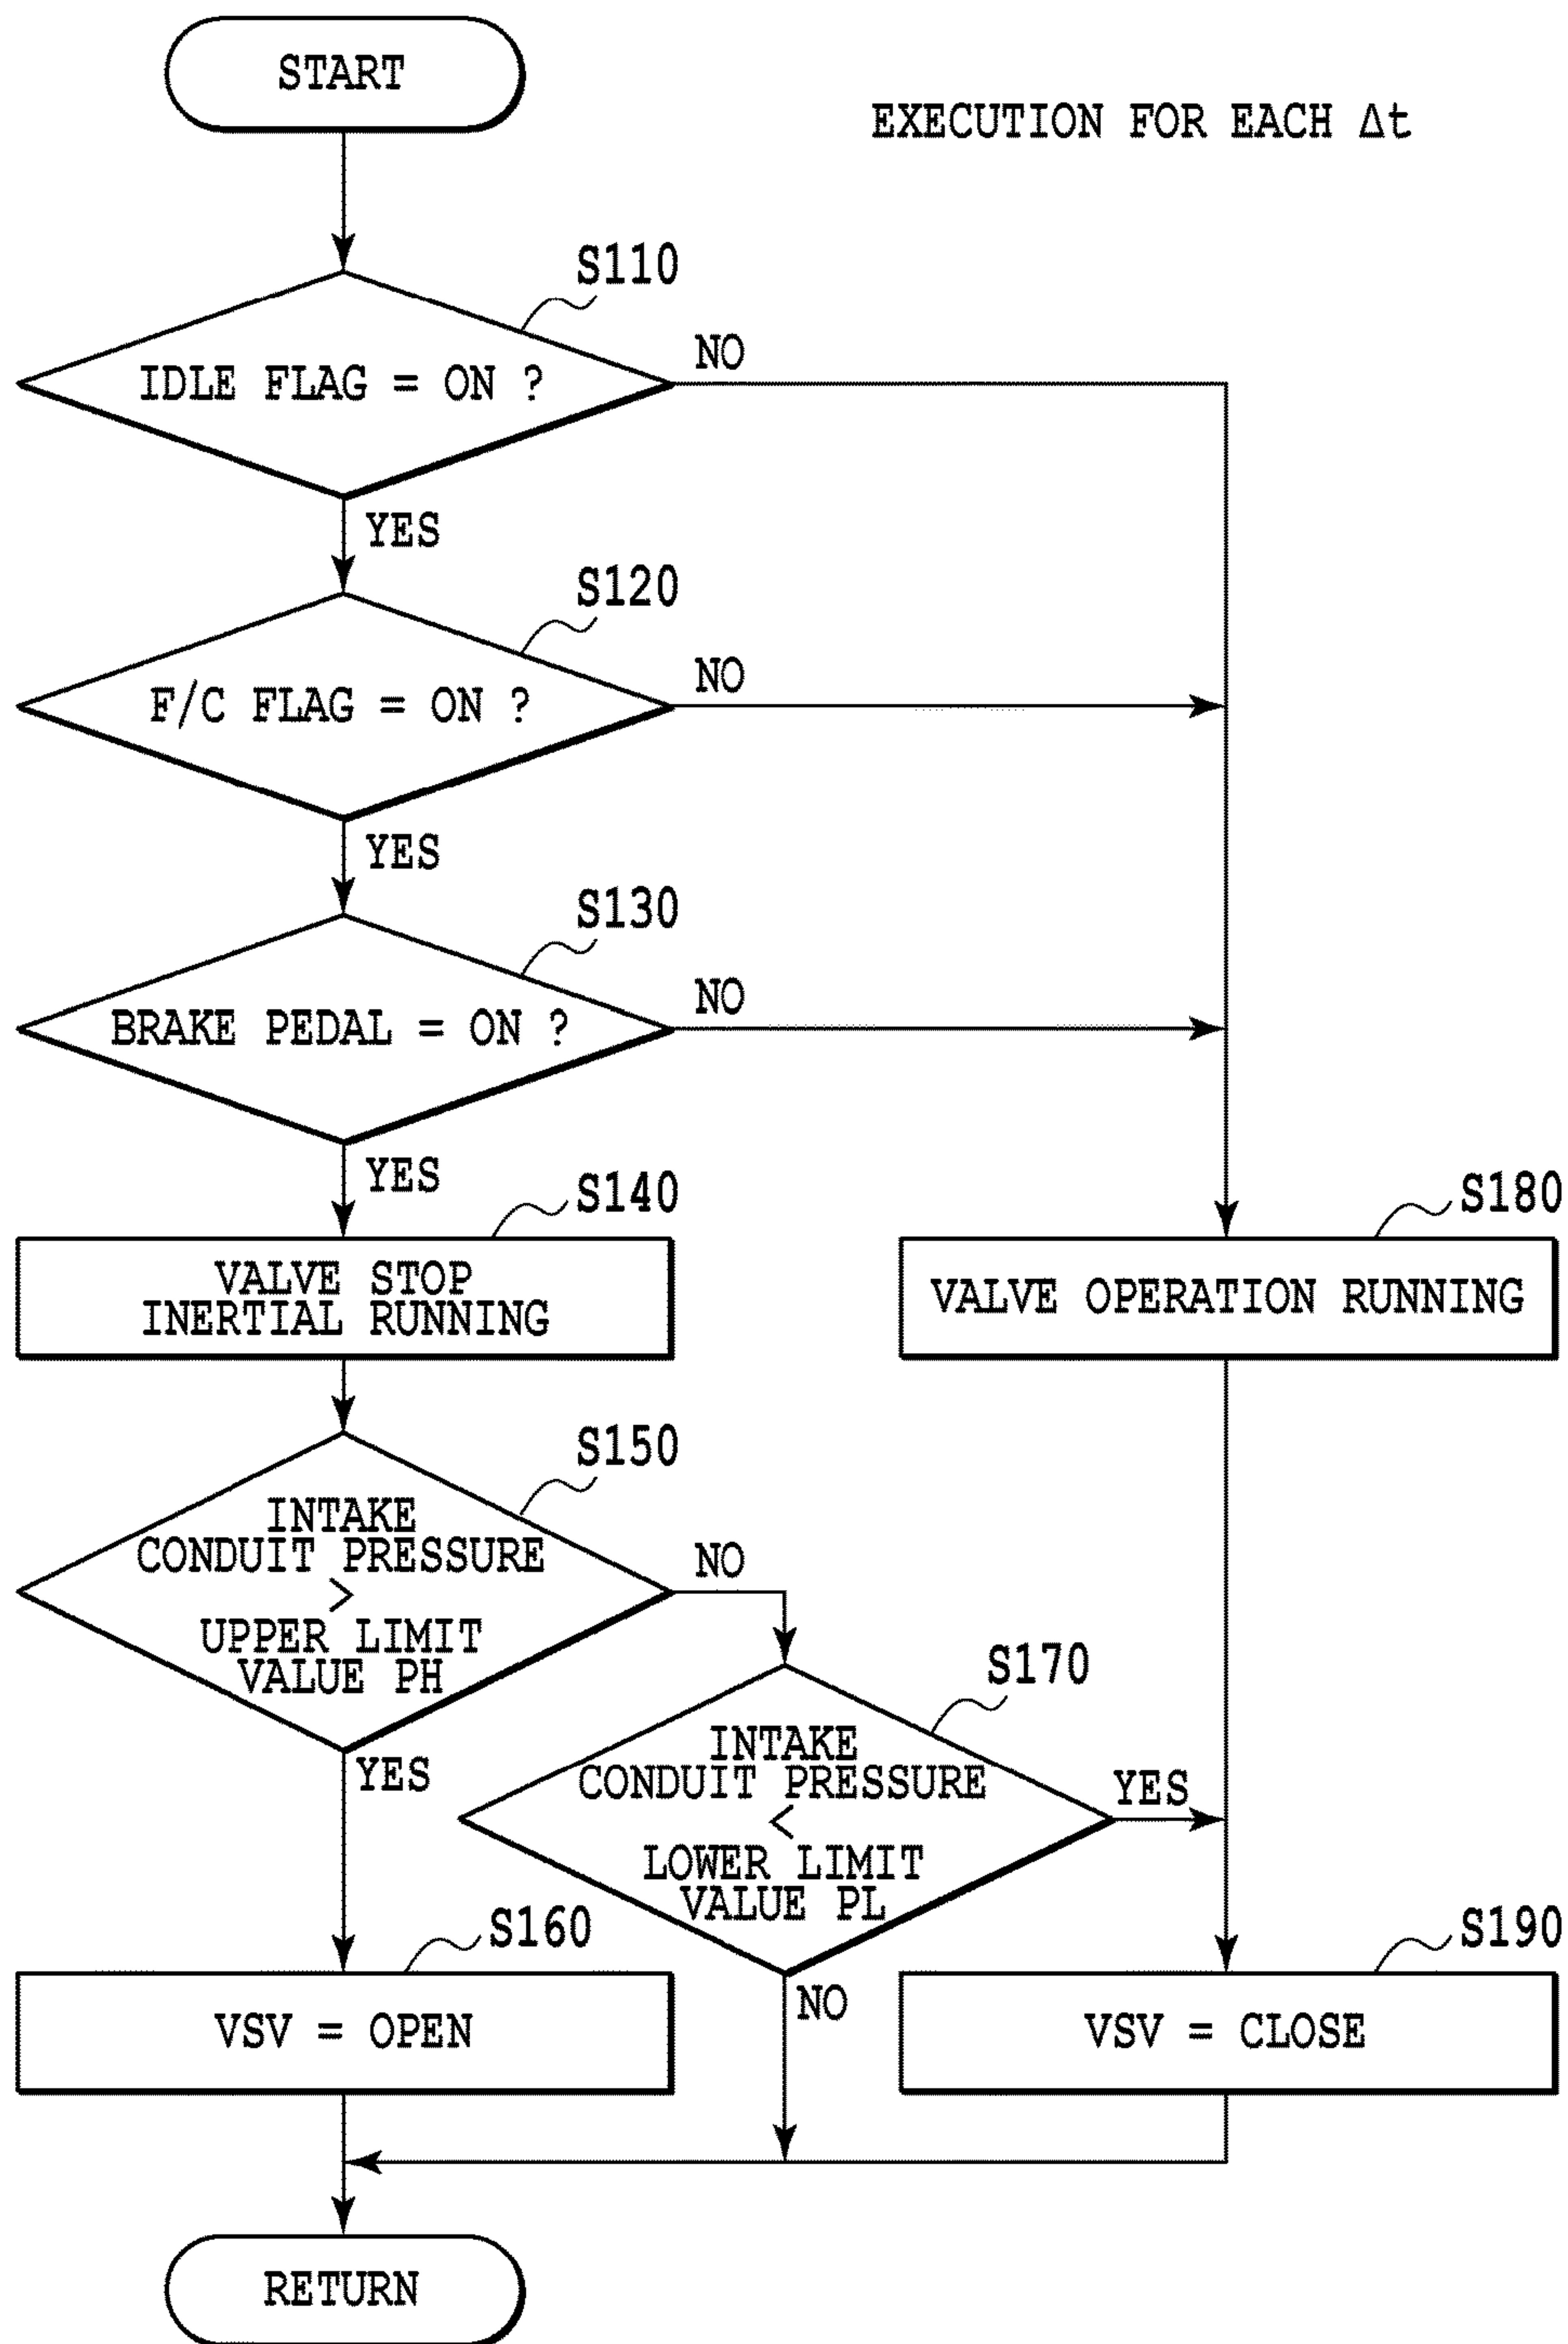 START
EXECUTION FOR EACH Δt
S110
IDLE FLAG = ON ?
NO
YES
S120
F/C FLAG = ON ?
NO
YES
S130
BRAKE PEDAL = ON ?
NO
YES
S140
VALVE STOP
INERTIAL RUNNING
S180
VALVE OPERATION RUNNING
S150
INTAKE
CONDUIT PRESSURE
>
UPPER LIMIT
VALUE PH
NO
YES
S170
INTAKE
CONDUIT PRESSURE
<
LOWER LIMIT
VALUE PL
YES
NO
S160
VSV = OPEN
S190
VSV = CLOSE
RETURN